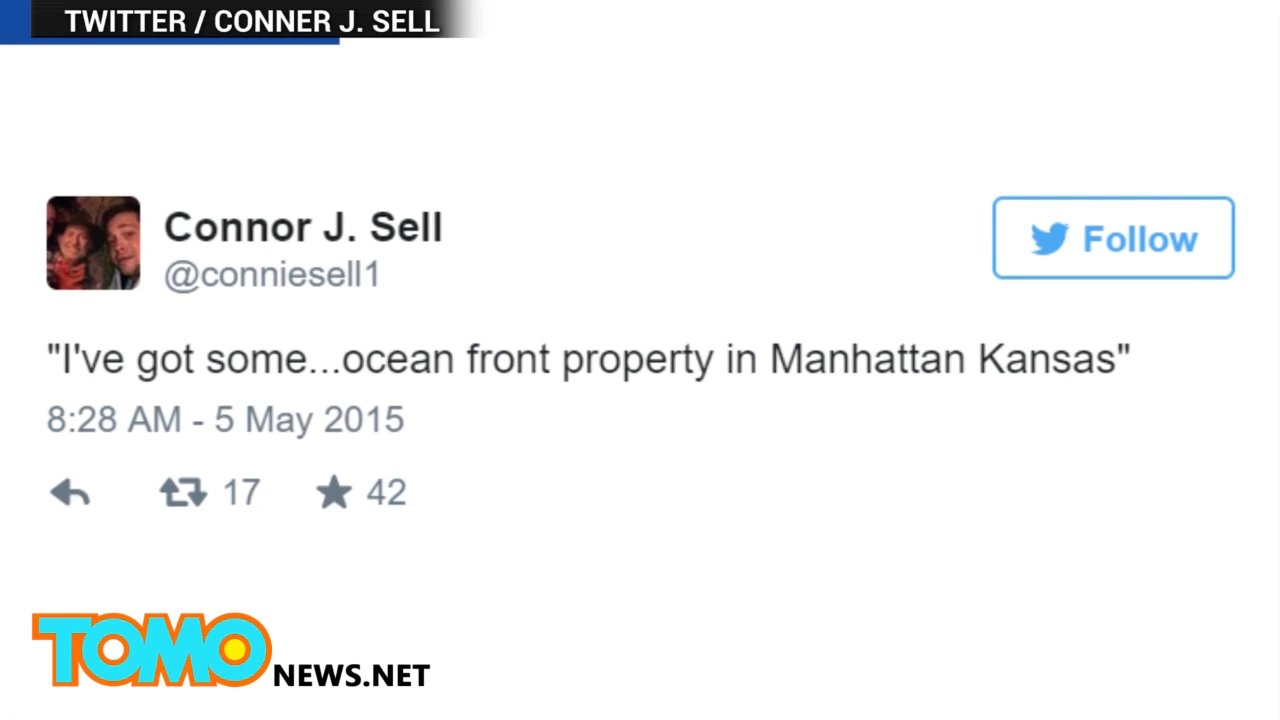 TWITTER / CONNER J. SELL
Connor J. Sell
@conniesell1
Follow
"I've got some...ocean front property in Manhattan Kansas"
8:28 AM - 5 May 2015
17 42
TOMO NEWS.NET